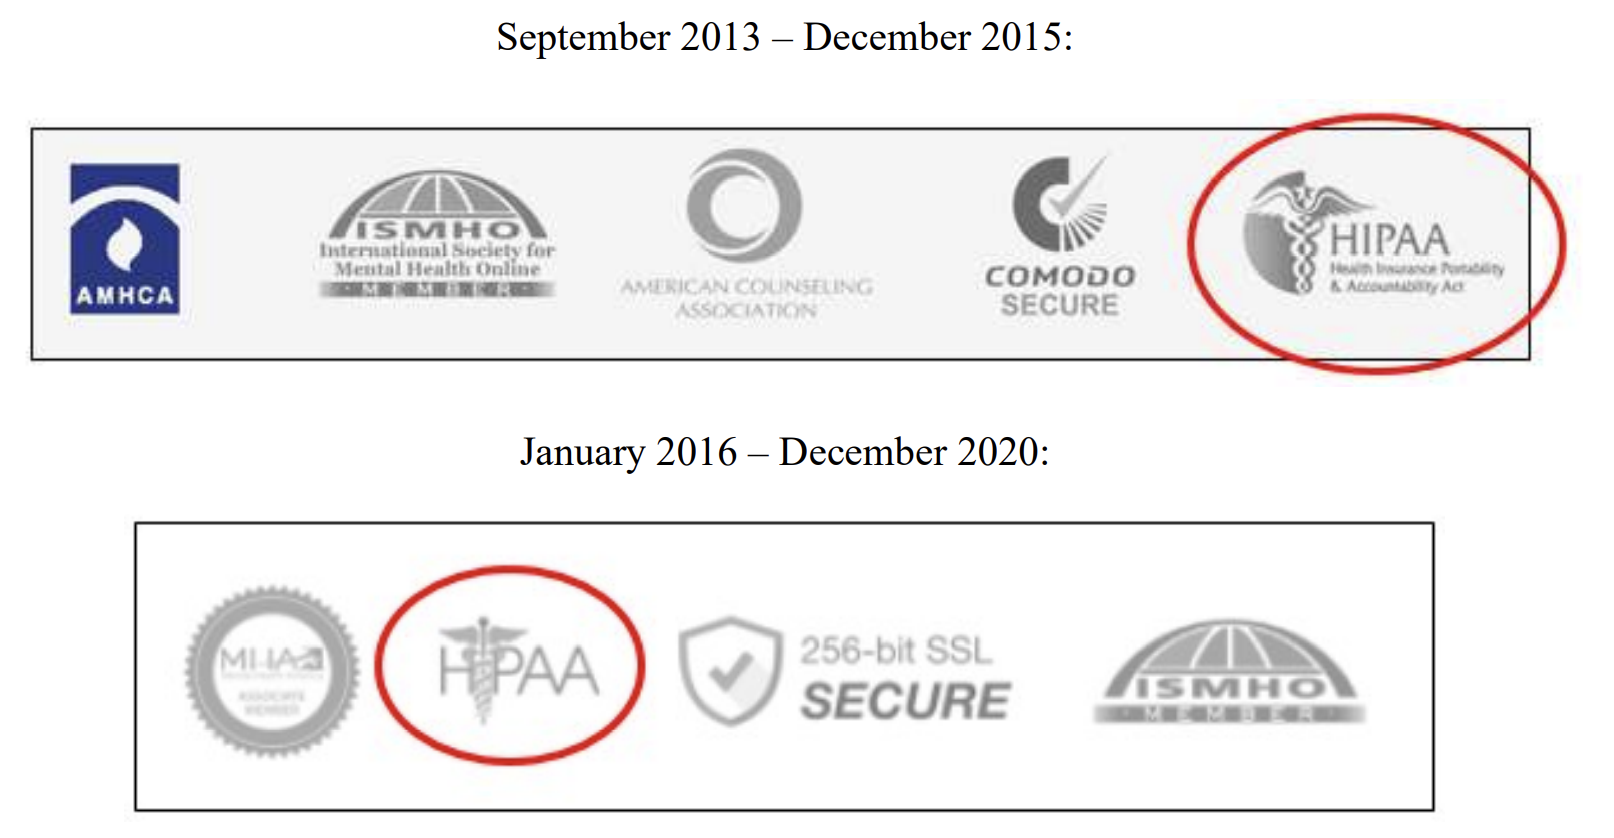 September 2013 – December 2015:
AMHCA
ISMHO
International Society for
Mental Health Online
MEMBER
AMERICAN COUNSELING
ASSOCIATION
COMODO
SECURE
HIPAA
Health Insurance Portability
& Accountability Act
January 2016 – December 2020:
MHA
ASSOCIATE
MEMBER
HIPAA
256-bit SSL
SECURE
ISMHO
MEMBER